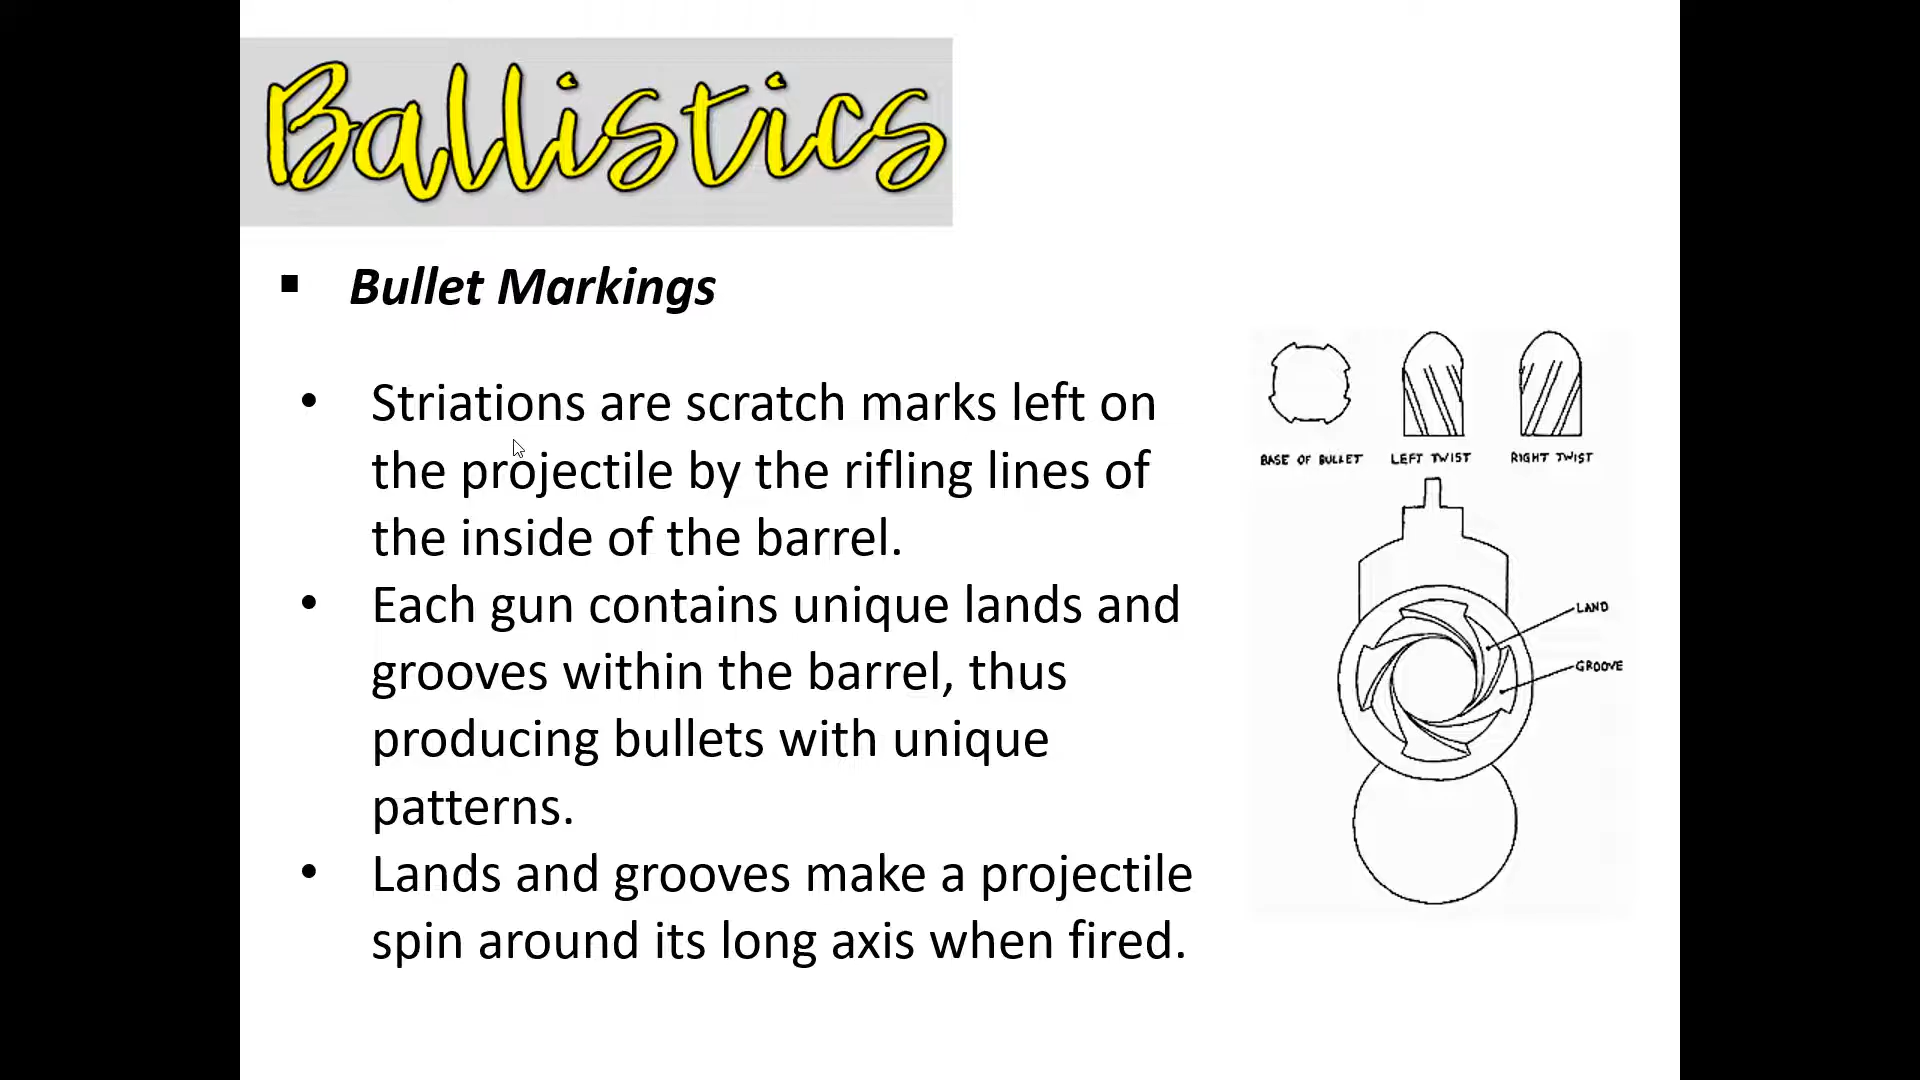 Ballistics
▪ Bullet Markings
• Striations are scratch marks left on
the projectile by the rifling lines of
the inside of the barrel.
• Each gun contains unique lands and
grooves within the barrel, thus
producing bullets with unique
patterns.
• Lands and grooves make a projectile
spin around its long axis when fired.
BASE OF BULLET
LEFT TWIST
RIGHT TWIST
LAND
GROOVE